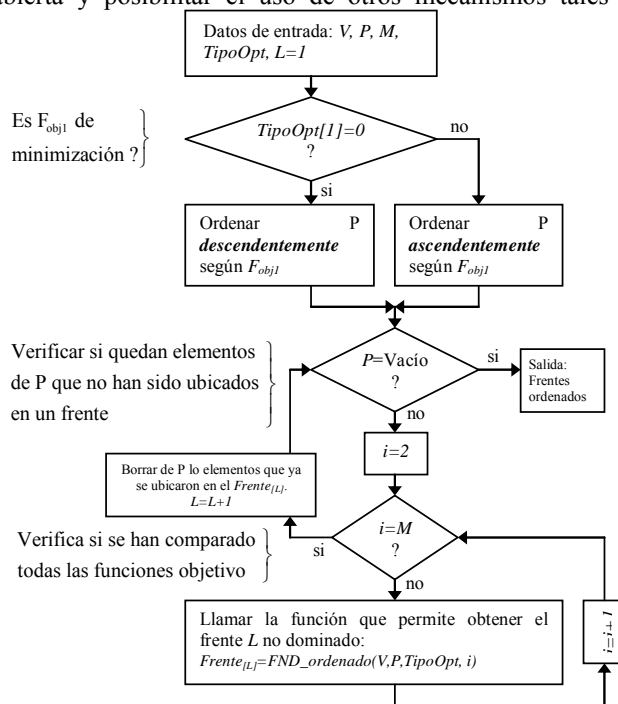 abierta y posibilitar el uso de otros mecanismos tales
Datos de entrada: V, P, M,
TipoOpt, L=1
Es Fobj1 de
minimización ?
TipoOpt[1]=0
?
no
si
Ordenar P
descendentemente
según Fobj1
Ordenar P
ascendentemente
según Fobj1
Verificar si quedan elementos
de P que no han sido ubicados
en un frente
P=Vacío
?
si
Salida:
Frentes
ordenados
no
i=2
Borrar de P lo elementos que ya
se ubicaron en el Frente[L].
L=L+1
Verifica si se han comparado
todas las funciones objetivo
i=M
?
si
no
i=i+1
Llamar la función que permite obtener el
frente L no dominado:
Frente[L]=FND_ordenado(V,P,TipoOpt, i)